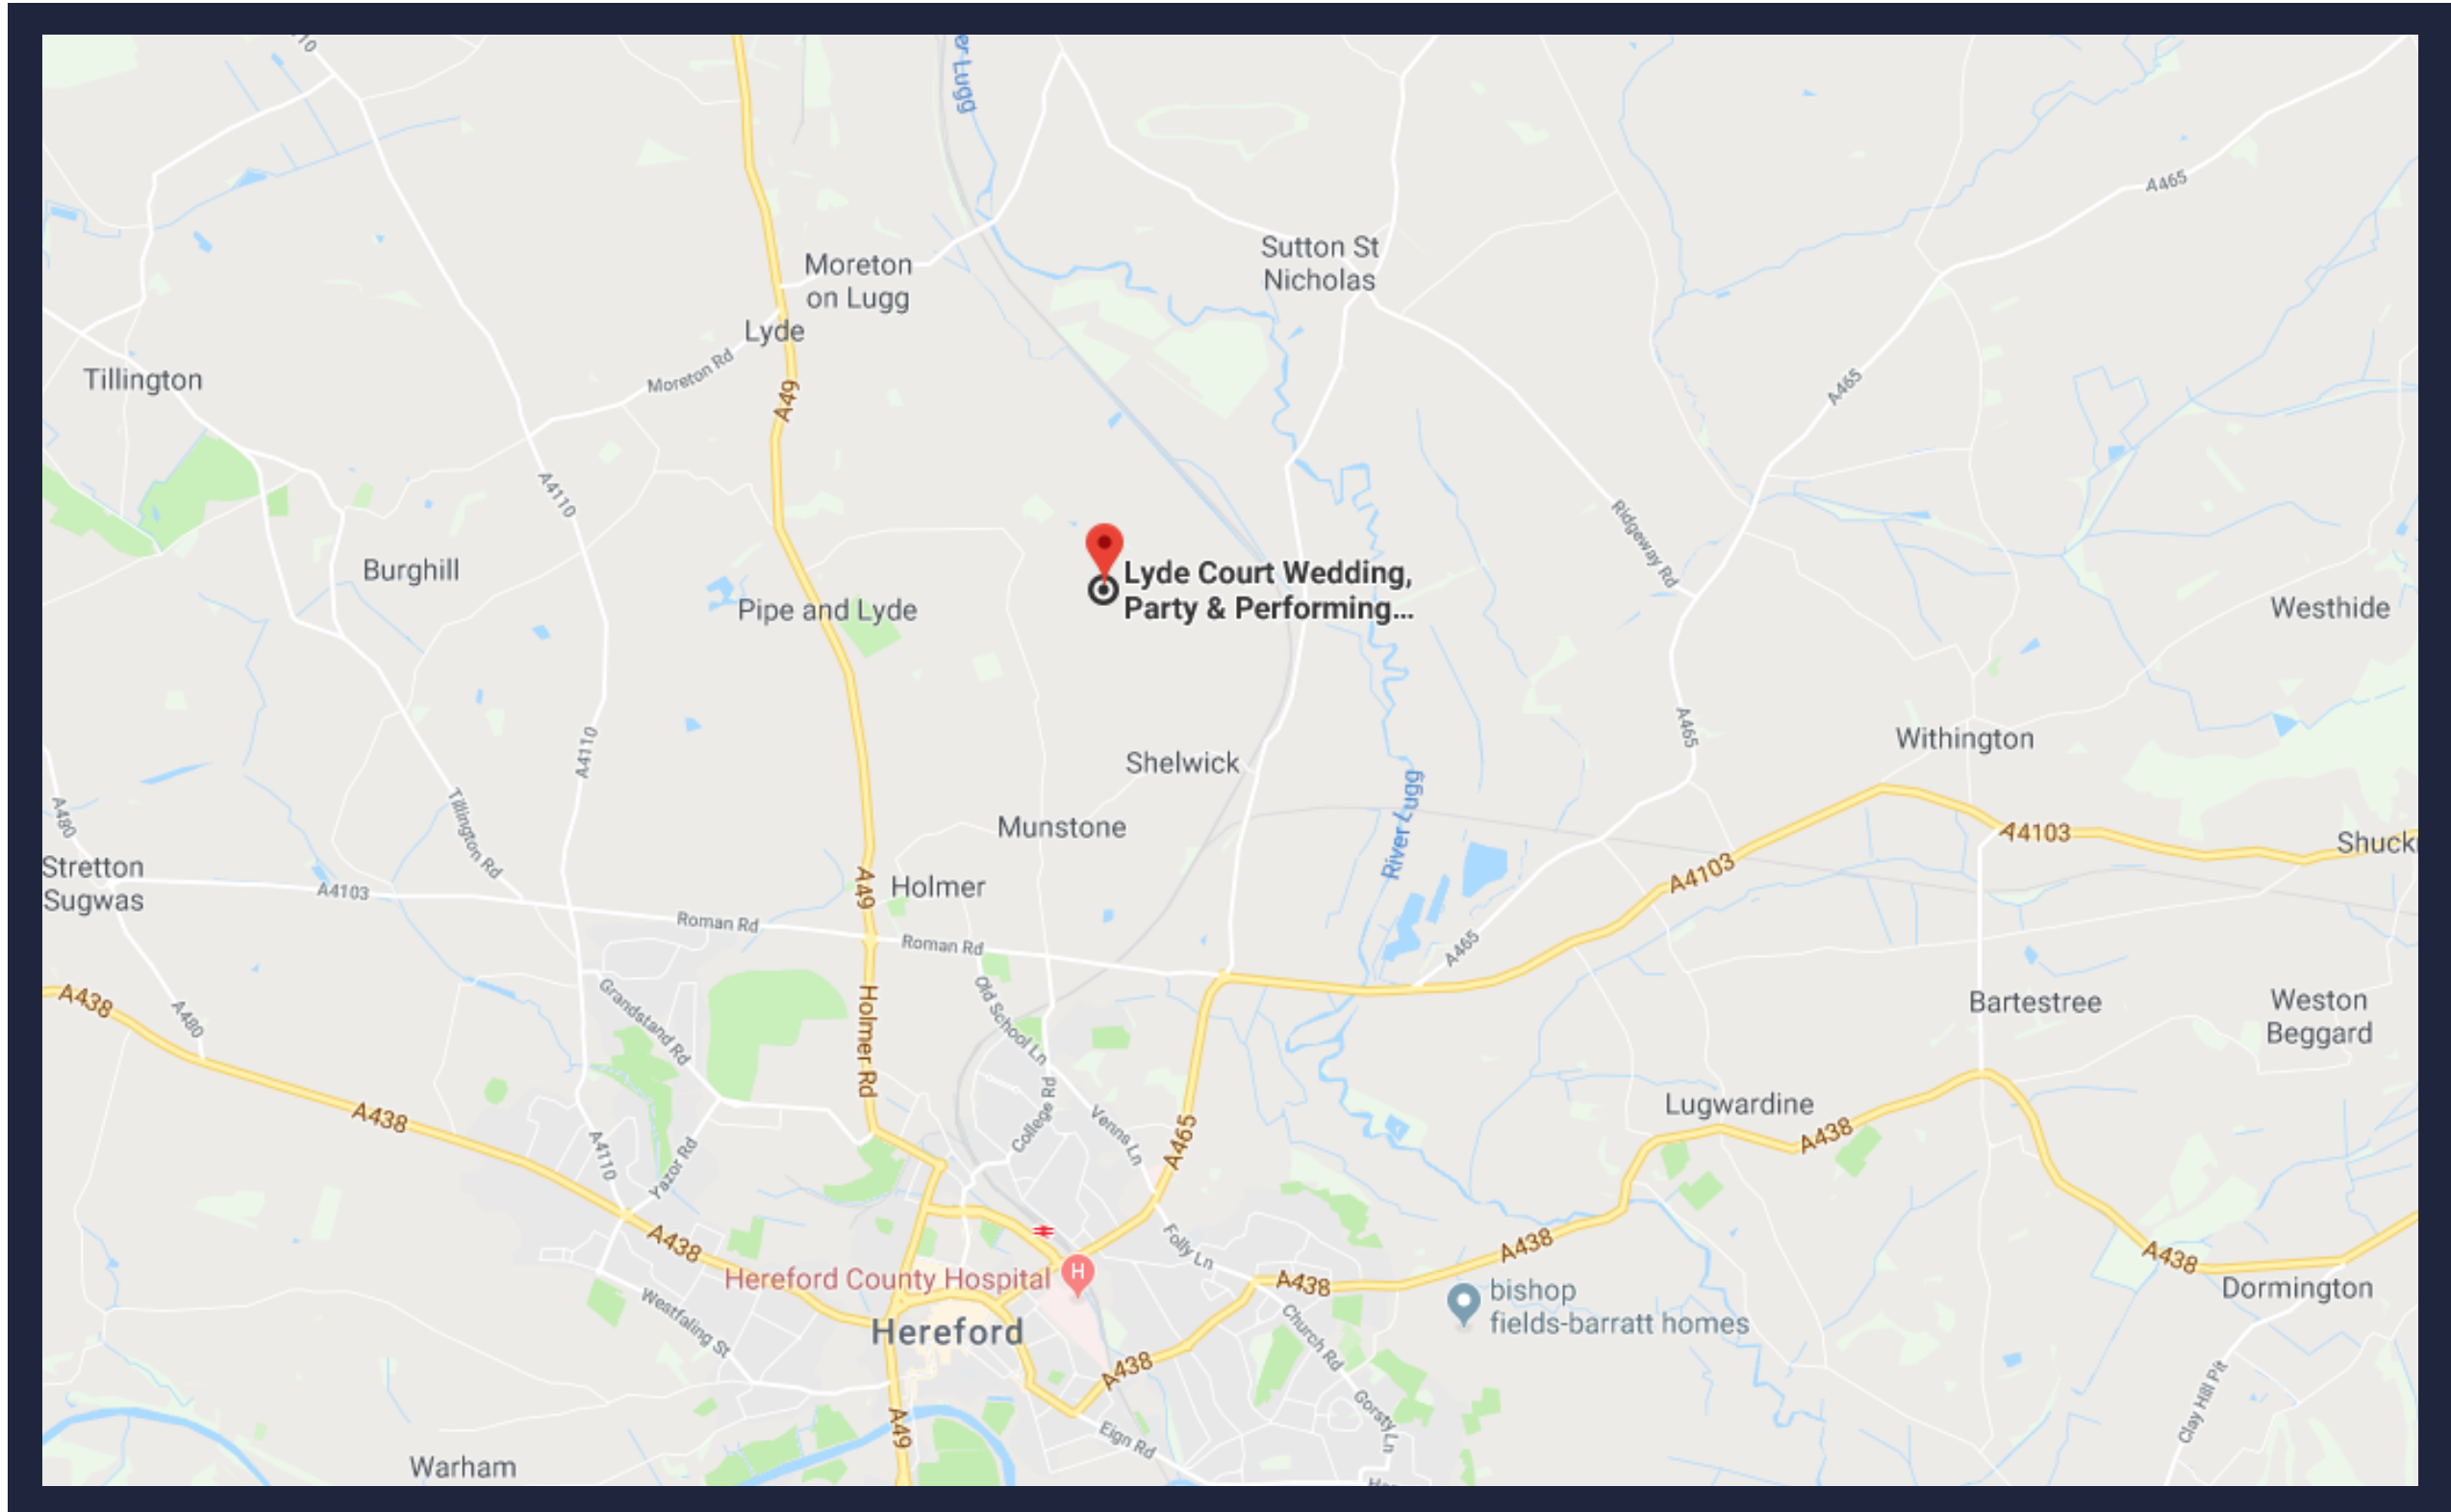 10
er Lugg
A465
Sutton St
Nicholas
Moreton
on Lugg
Lyde
Moreton Rd
Tillington
A49
A465
A4110
Ridgeway Rd
Burghill
Lyde Court Wedding,
Party & Performing...
Pipe and Lyde
Westhide
A465
Withington
A4110
Shelwick
River Lugg
A480
Tillington Rd
Munstone
A4103
Shuck
Stretton
Sugwas
A4103
A49
Holmer
A4103
Roman Rd
Roman Rd
A465
A438
A480
Grandstand Rd
Holmer Rd
Old School Ln
Bartestree
Weston
Beggard
A438
College Rd
Venns Ln
A465
Lugwardine
A438
A4110
Yazor Rd
A438
Folly Ln
A438
A438
Hereford County Hospital
H
A438
bishop
fields-barratt homes
Dormington
Westfaling St
Hereford
Church Rd
A438
Clay Hill Pit
A49
Eign Rd
Gorsty Ln
Warham